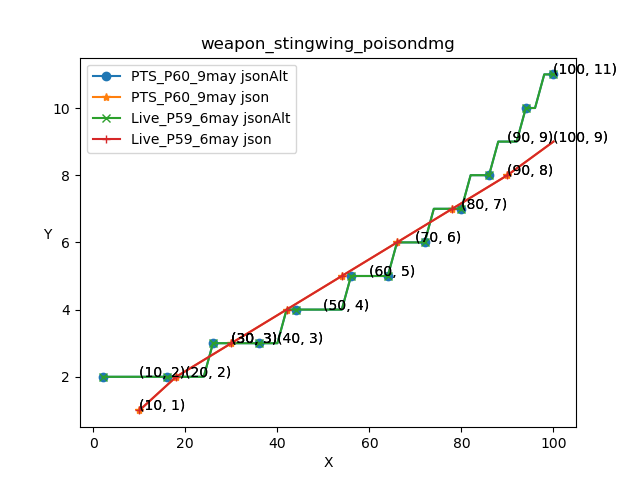 weapon_stingwing_poisondmg
PTS_P60_9may jsonAlt
PTS_P60_9may json
Live_P59_6may jsonAlt
Live_P59_6may json
(100, 11)
(90, 9)(100, 9)
(90, 8)
(80, 7)
(70, 6)
(60, 5)
(50, 4)
(30, 3)(40, 3)
(10, 2)(20, 2)
(10, 1)
Y
10
8
6
4
2
0
20
40
60
80
100
X